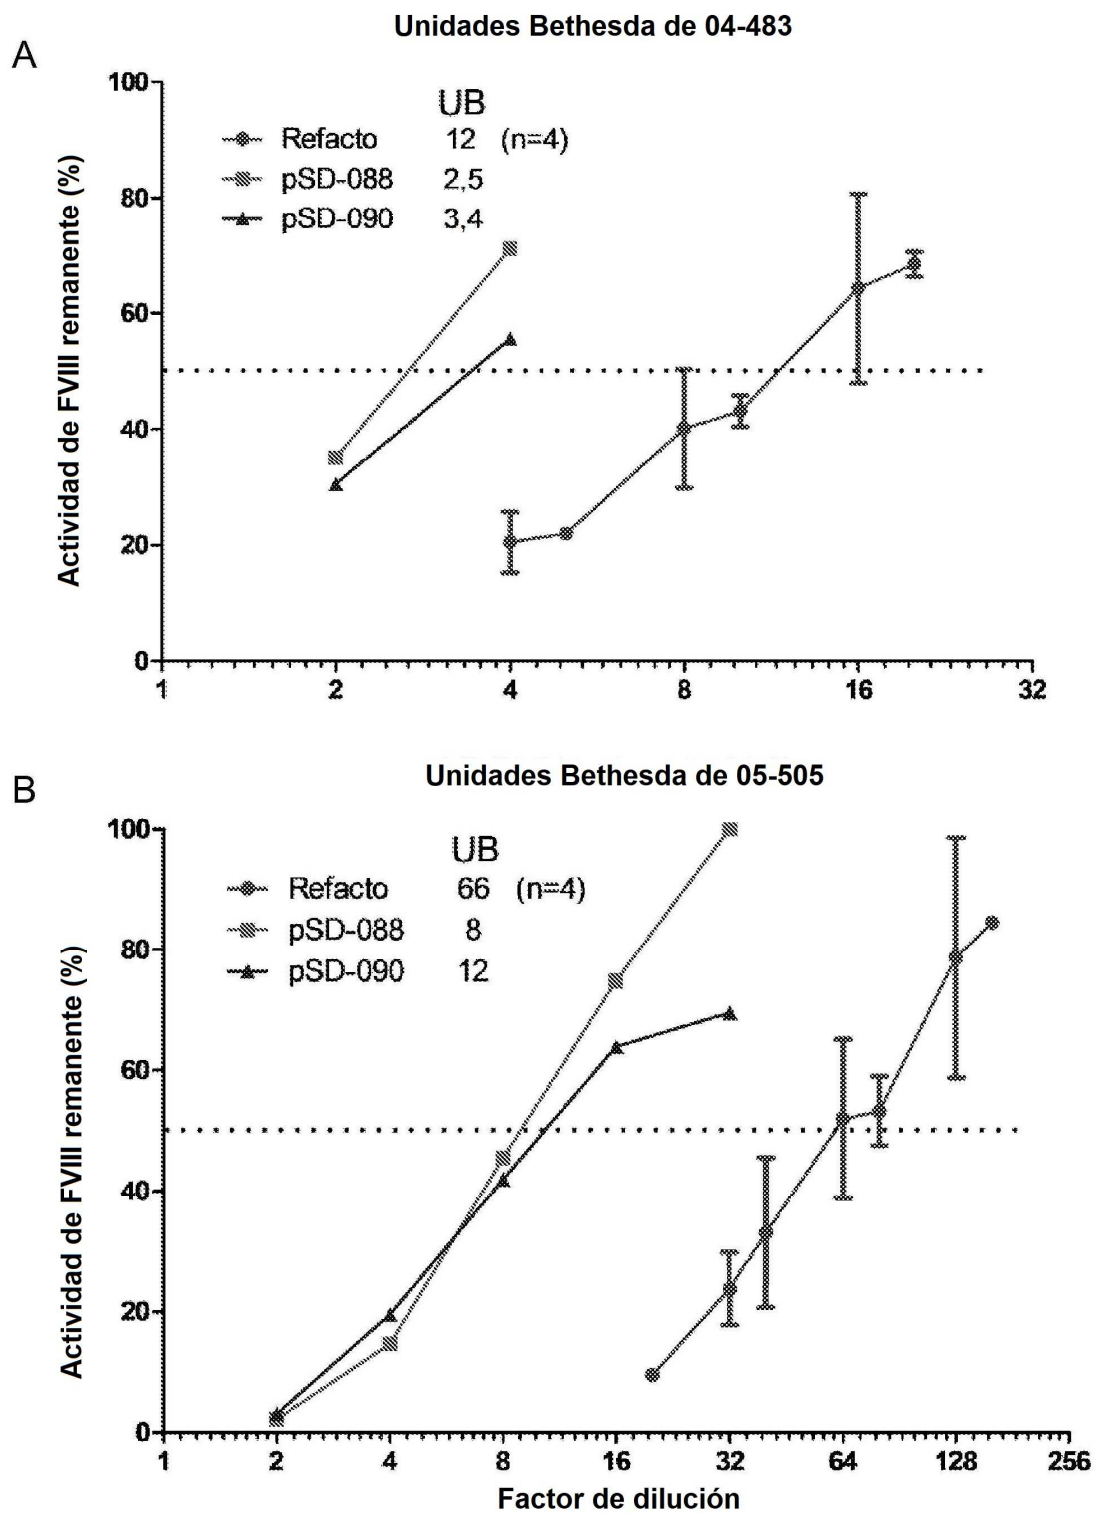 Unidades Bethesda de 04-483
A
UB
Refacto 12 (n=4)
pSD-088 2,5
pSD-090 3,4
Actividad de FVIII remanente (%)
100
80
60
40
20
0
1 2 4 8 16 32
Unidades Bethesda de 05-505
B
UB
Refacto 66 (n=4)
pSD-088 8
pSD-090 12
Actividad de FVIII remanente (%)
100
80
60
40
20
0
1 2 4 8 16 32 64 128 256
Factor de dilución